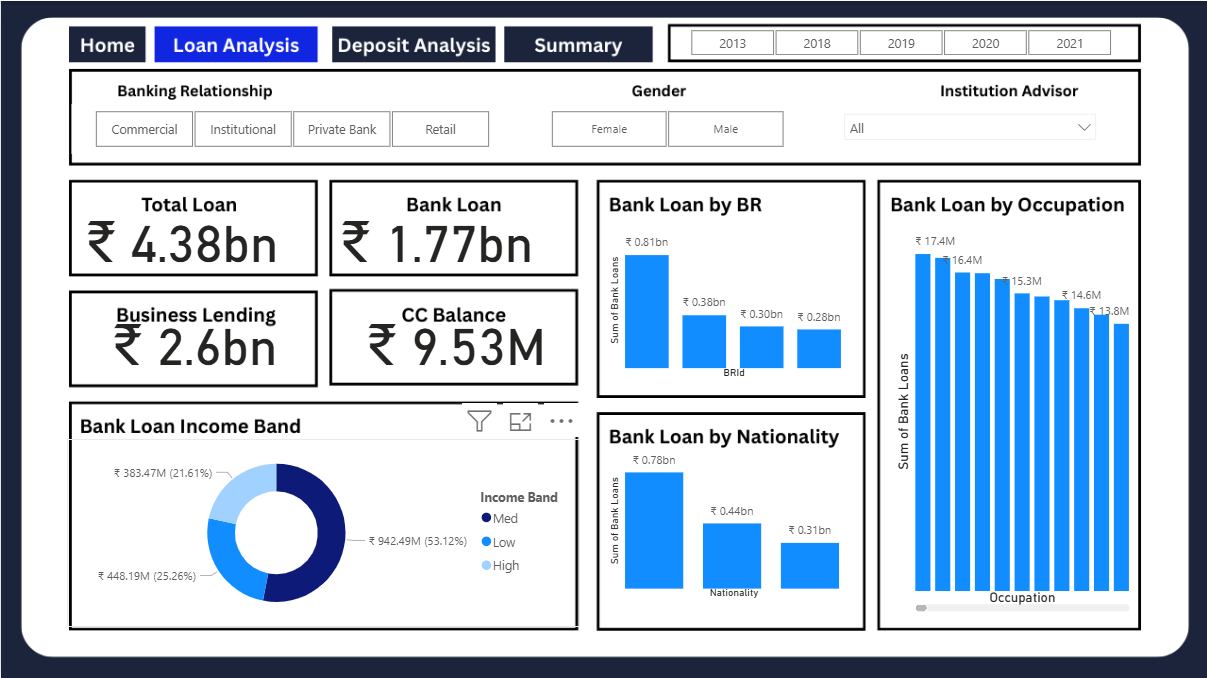 Home
Loan Analysis
Deposit Analysis
Summary
2013
2018
2019
2020
2021
Banking Relationship
Gender
Institution Advisor
Commercial
Institutional
Private Bank
Retail
Female
Male
All
Total Loan
₹ 4.38bn
Bank Loan
₹ 1.77bn
Business Lending
₹ 2.6bn
CC Balance
₹ 9.53M
Bank Loan by BR
₹ 0.81bn
₹ 0.38bn
₹ 0.30bn
₹ 0.28bn
Sum of Bank Loans
BRId
Bank Loan by Occupation
₹ 17.4M
₹ 16.4M
₹ 15.3M
₹ 14.6M
₹ 13.8M
Sum of Bank Loans
Occupation
Bank Loan Income Band
₹ 383.47M (21.61%)
₹ 942.49M (53.12%)
₹ 448.19M (25.26%)
Income Band
Med
Low
High
Bank Loan by Nationality
₹ 0.78bn
₹ 0.44bn
₹ 0.31bn
Sum of Bank Loans
Nationality